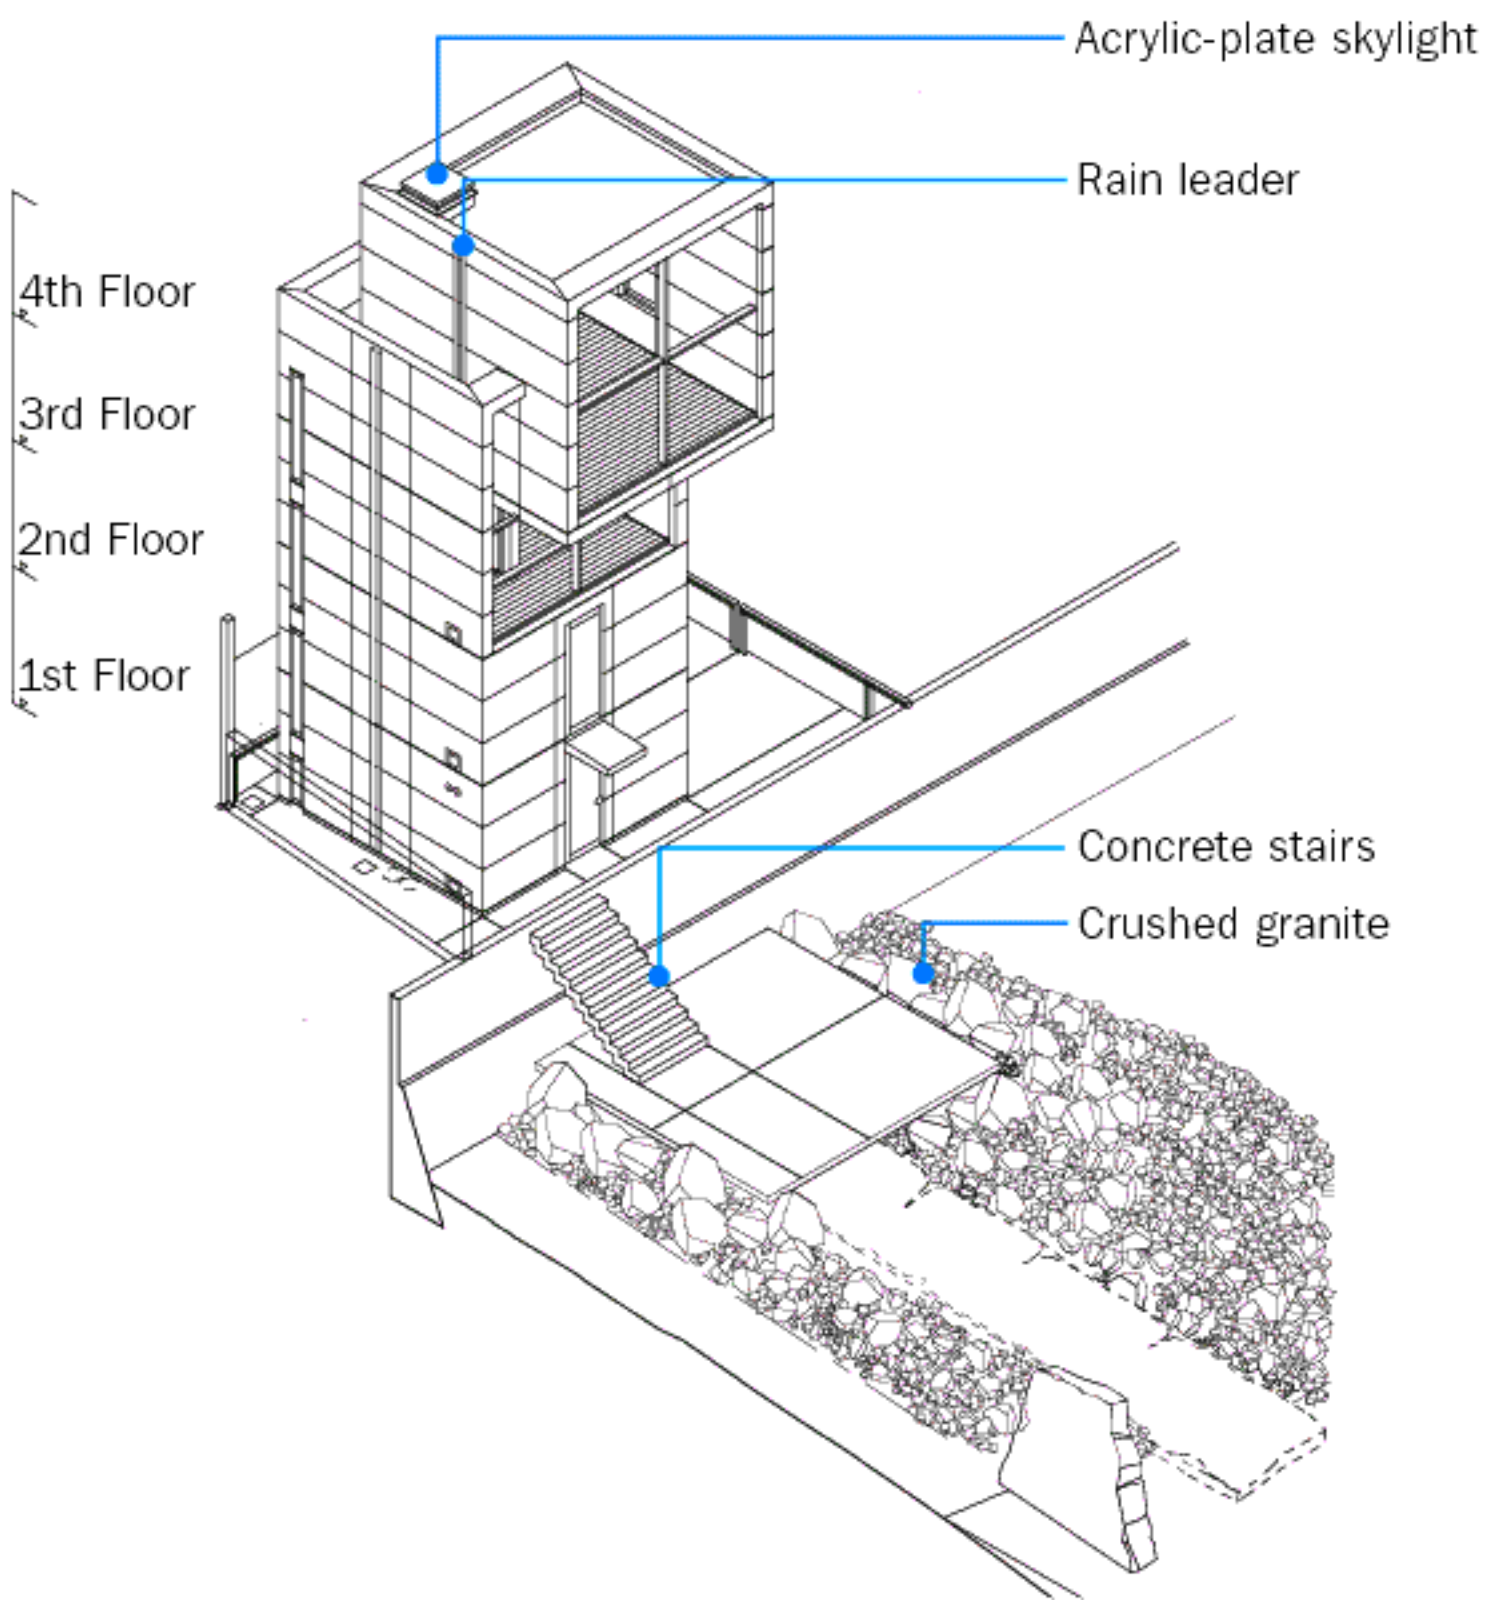 Acrylic-plate skylight
Rain leader
4th Floor
3rd Floor
2nd Floor
1st Floor
Concrete stairs
Crushed granite